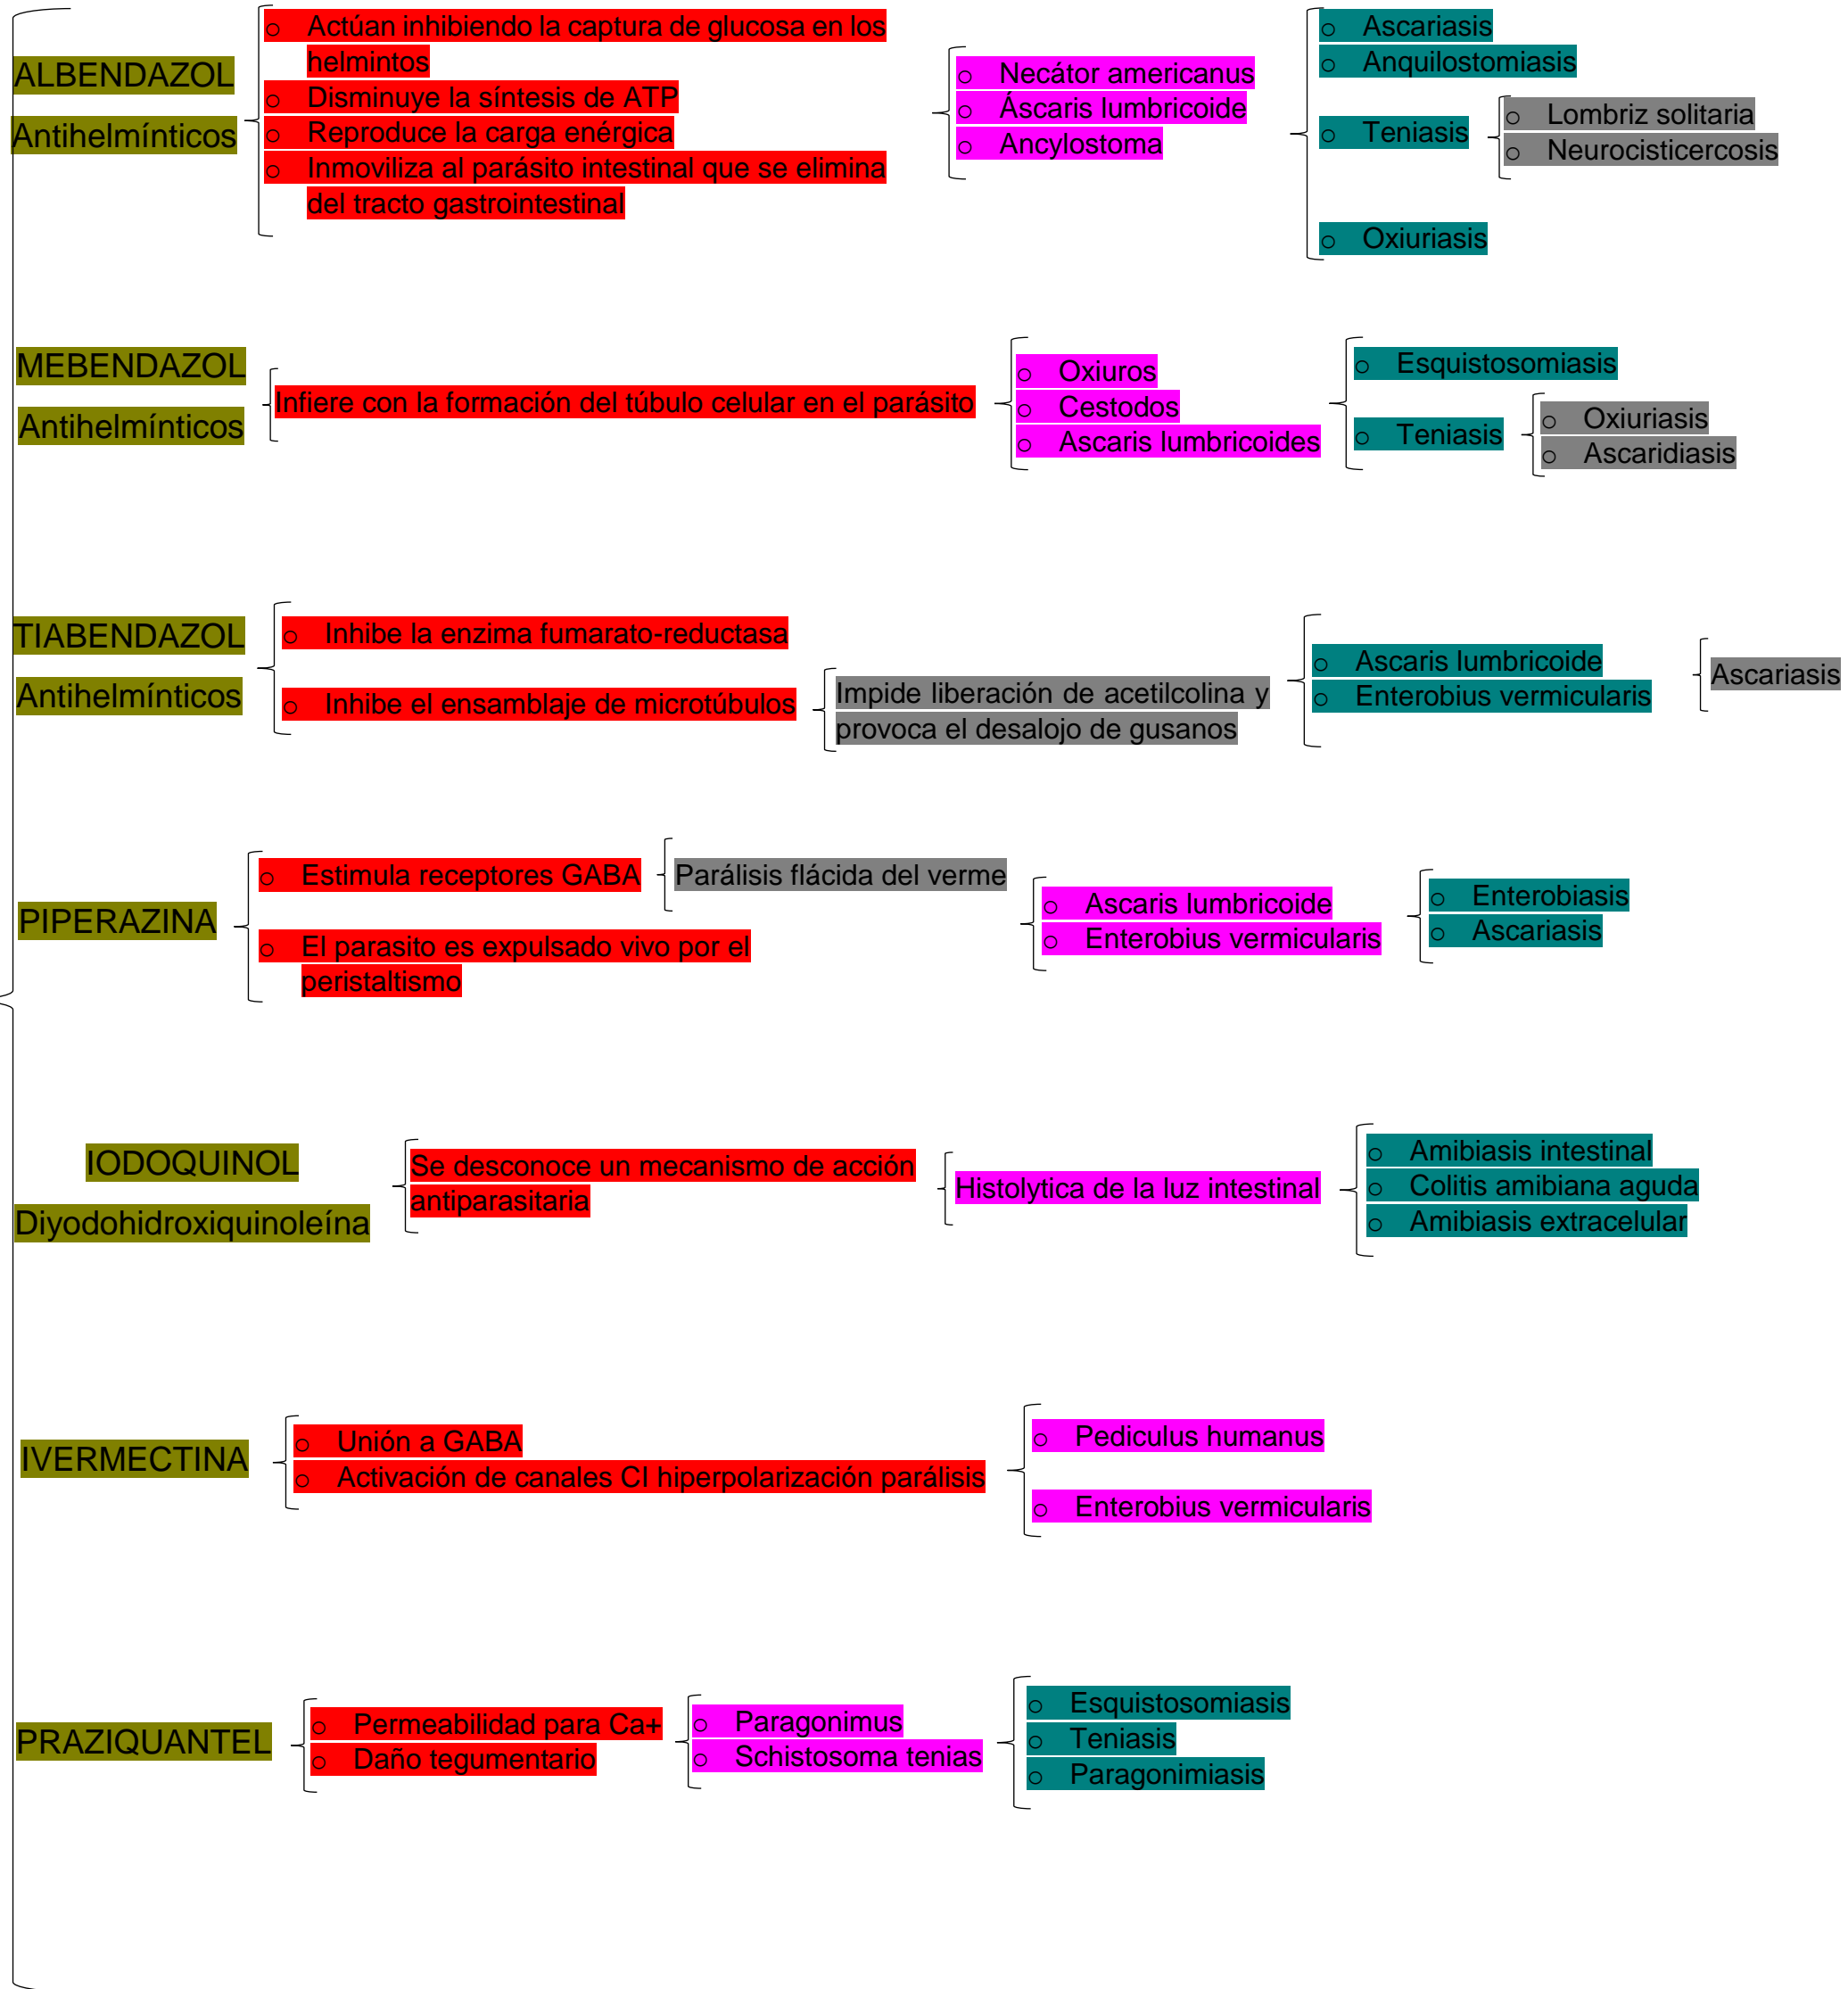 ALBENDAZOL
Antihelmínticos
o Actúan inhibiendo la captura de glucosa en los
helmintos
o Disminuye la síntesis de ATP
o Reproduce la carga enérgica
o Inmoviliza al parásito intestinal que se elimina
del tracto gastrointestinal
o Necátor americanus
o Áscaris lumbricoide
o Ancylostoma
o Ascariasis
o Anquilostomiasis
o Teniasis
o Lombriz solitaria
o Neurocisticercosis
o Oxiuriasis
MEBENDAZOL
Antihelmínticos
Infiere con la formación del túbulo celular en el parásito
o Oxiuros
o Cestodos
o Ascaris lumbricoides
o Esquistosomiasis
o Teniasis
o Oxiuriasis
o Ascaridiasis
TIABENDAZOL
Antihelmínticos
o Inhibe la enzima fumarato-reductasa
o Inhibe el ensamblaje de microtúbulos
Impide liberación de acetilcolina y
provoca el desalojo de gusanos
o Ascaris lumbricoide
o Enterobius vermicularis
Ascariasis
PIPERAZINA
o Estimula receptores GABA
Parálisis flácida del verme
o El parasito es expulsado vivo por el
peristaltismo
o Ascaris lumbricoide
o Enterobius vermicularis
o Enterobiasis
o Ascariasis
IODOQUINOL
Diyodohidroxiquinoleína
Se desconoce un mecanismo de acción
antiparasitaria
Histolytica de la luz intestinal
o Amibiasis intestinal
o Colitis amibiana aguda
o Amibiasis extracelular
IVERMECTINA
o Unión a GABA
o Activación de canales CI hiperpolarización parálisis
o Pediculus humanus
o Enterobius vermicularis
PRAZIQUANTEL
o Permeabilidad para Ca+
o Daño tegumentario
o Paragonimus
o Schistosoma tenias
o Esquistosomiasis
o Teniasis
o Paragonimiasis